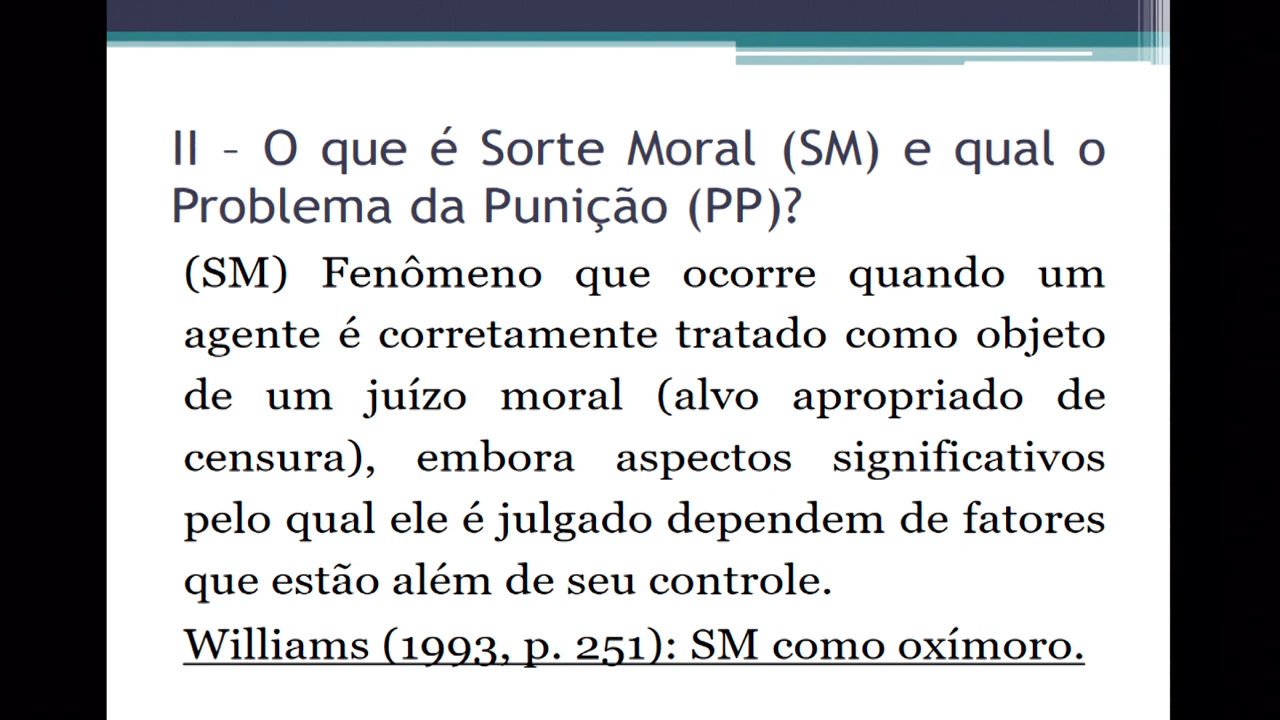 II – O que é Sorte Moral (SM) e qual o
Problema da Punição (PP)?
(SM) Fenômeno que ocorre quando um
agente é corretamente tratado como objeto
de um juízo moral (alvo apropriado de
censura), embora aspectos significativos
pelo qual ele é julgado dependem de fatores
que estão além de seu controle.
Williams (1993, p. 251): SM como oxímoro.